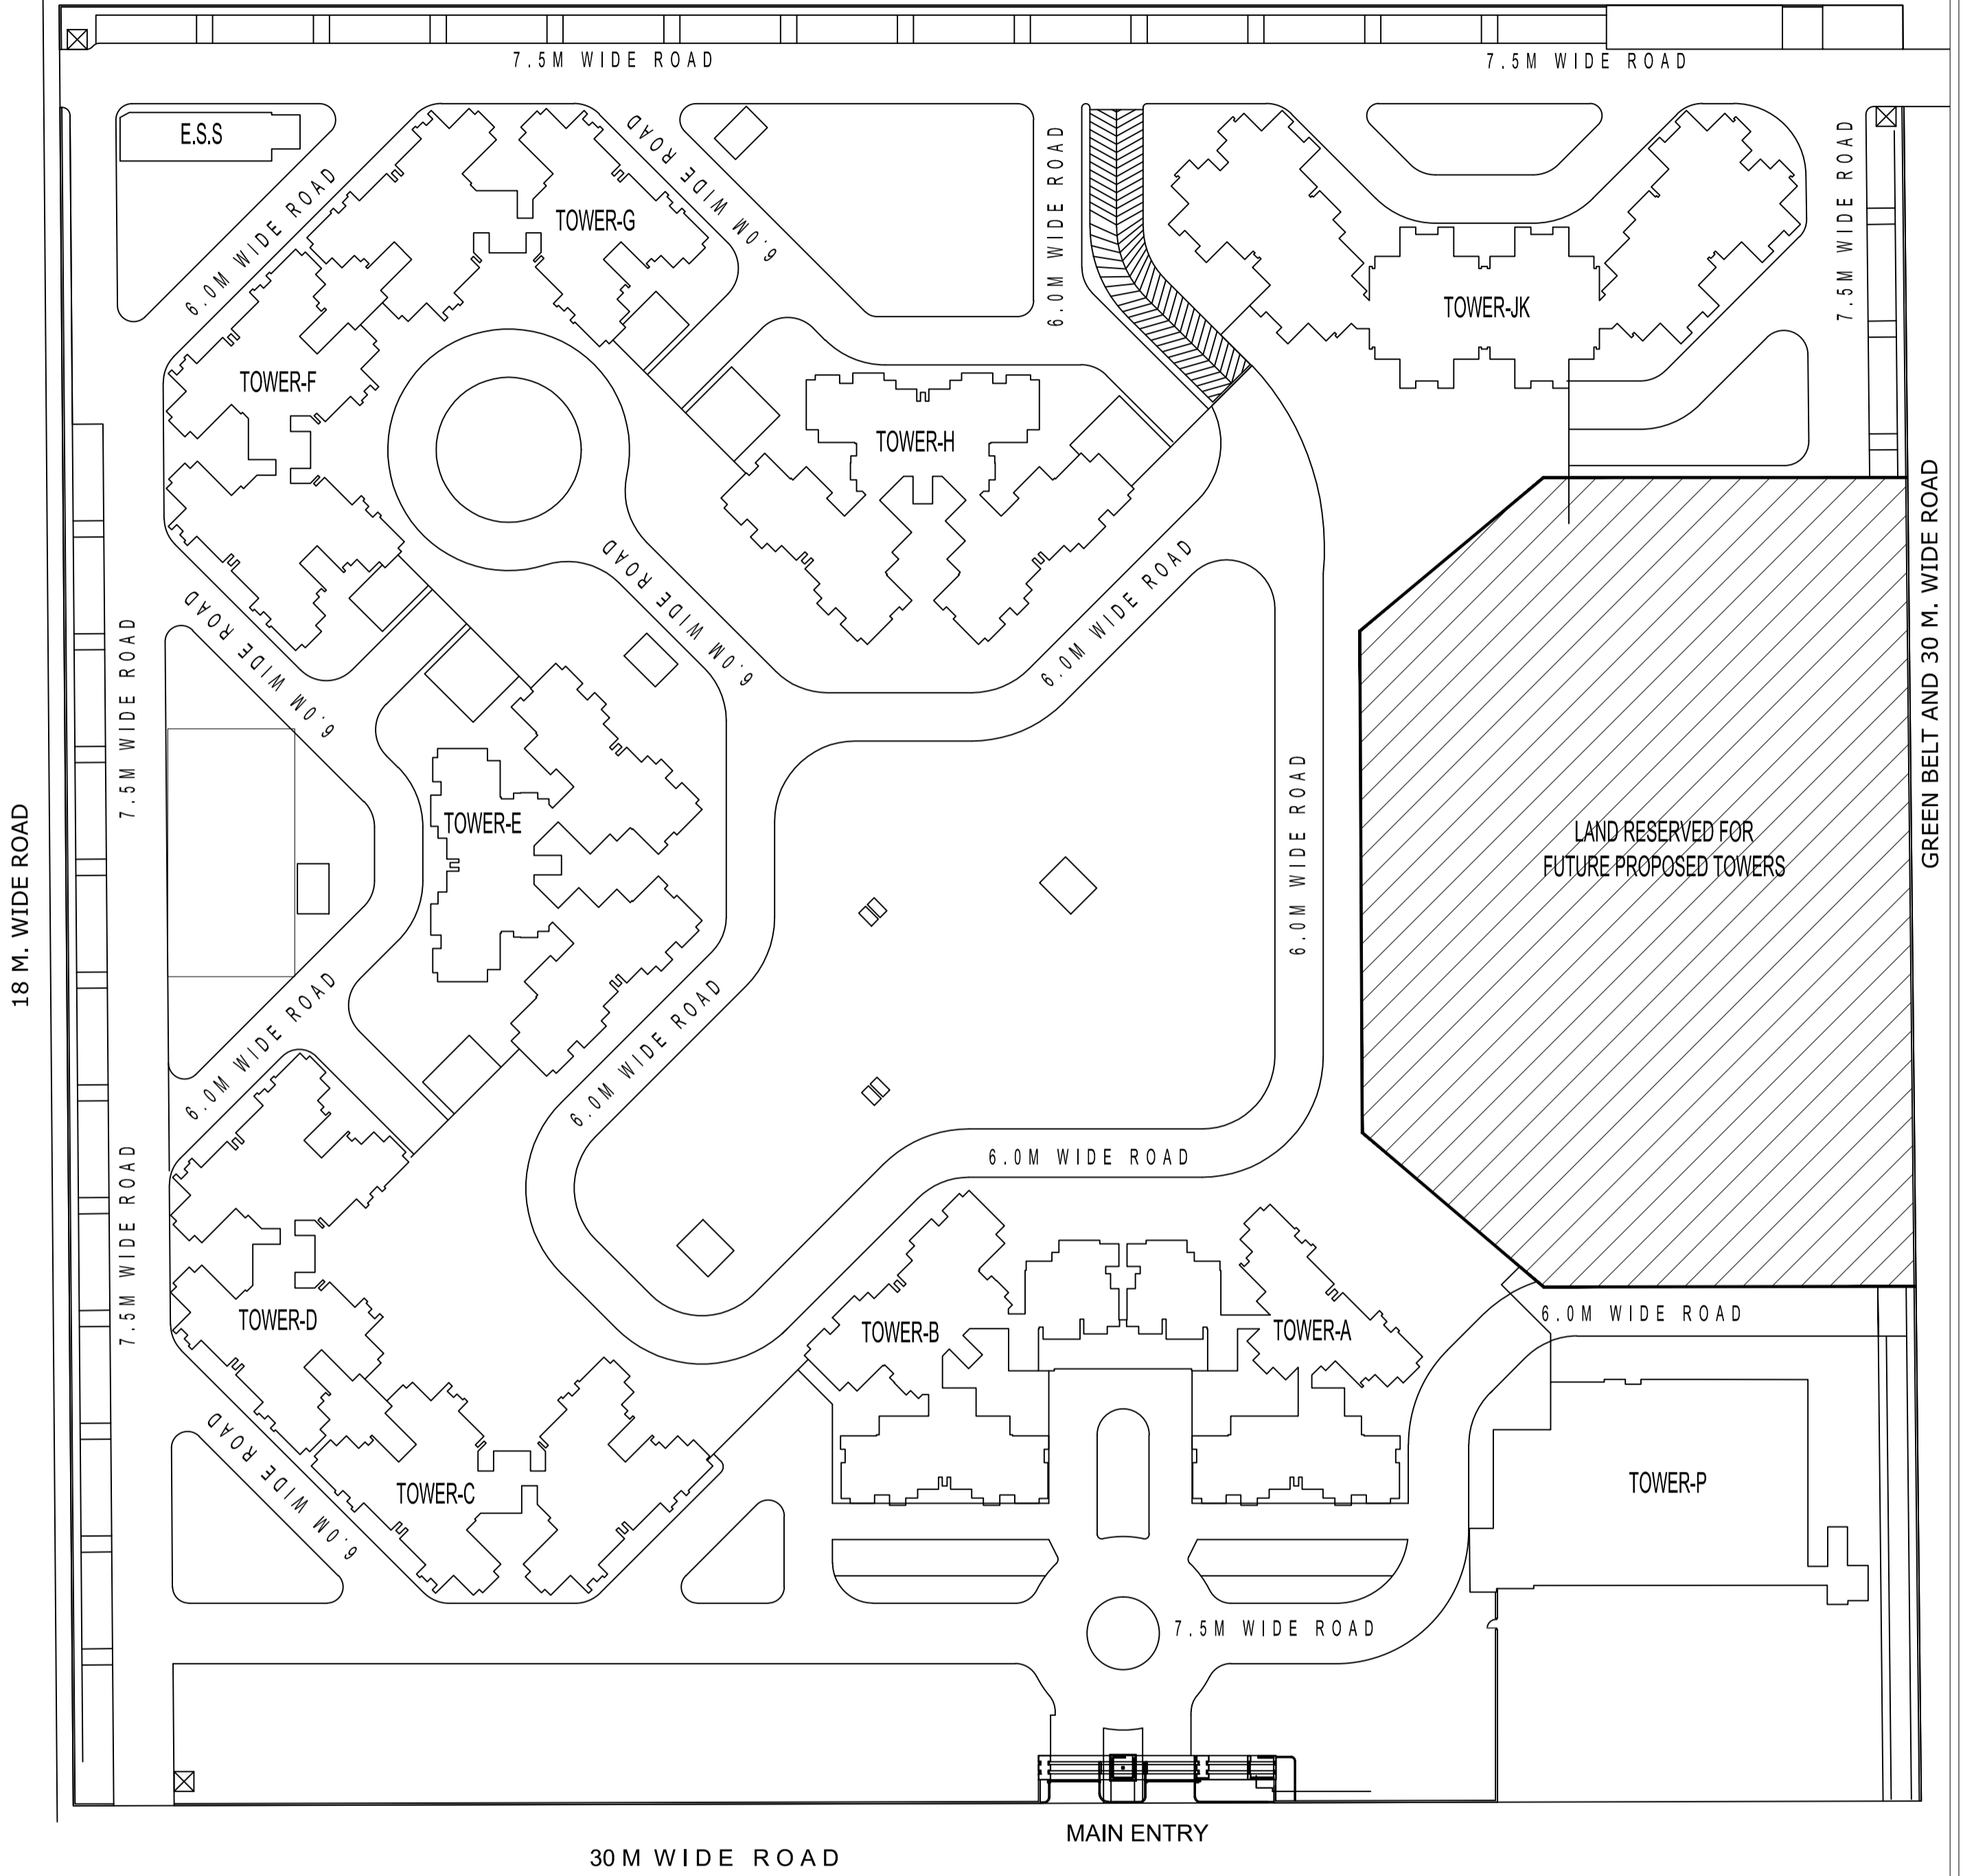 7.5M WIDE ROAD
7.5M WIDE ROAD
E.S.S
6.0M WIDE ROAD
6.0M WIDE ROAD
7.5M WIDE ROAD
6.0M WIDE ROAD
TOWER-G
6.0M WIDE ROAD
TOWER-JK
TOWER-F
TOWER-H
GREEN BELT AND 30 M. WIDE ROAD
6.0M WIDE ROAD
6.0M WIDE ROAD
6.0M WIDE ROAD
7.5M WIDE ROAD
18 M. WIDE ROAD
TOWER-E
6.0M WIDE ROAD
LAND RESERVED FOR
FUTURE PROPOSED TOWERS
6.0M WIDE ROAD
6.0M WIDE ROAD
6.0M WIDE ROAD
7.5M WIDE ROAD
TOWER-D
TOWER-B
TOWER-A
6.0M WIDE ROAD
6.0M WIDE ROAD
TOWER-C
TOWER-P
7.5M WIDE ROAD
MAIN ENTRY
30 M WIDE ROAD